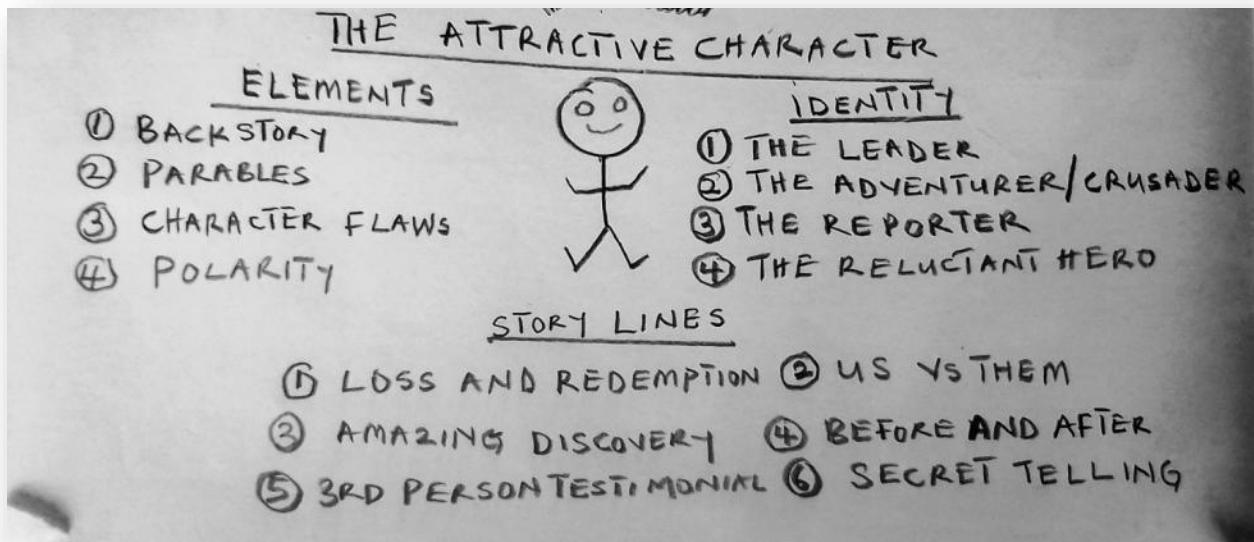 THE ATTRACTIVE CHARACTER
ELEMENTS
① BACKSTORY
② PARABLES
③ CHARACTER FLAWS
④ POLARITY
IDENTITY
① THE LEADER
② THE ADVENTURER/CRUSADER
③ THE REPORTER
④ THE RELUCTANT HERO
STORY LINES
① LOSS AND REDEMPTION ② US VS THEM
③ AMAZING DISCOVERY ④ BEFORE AND AFTER
⑤ 3RD PERSON TESTIMONIAL ⑥ SECRET TELLING